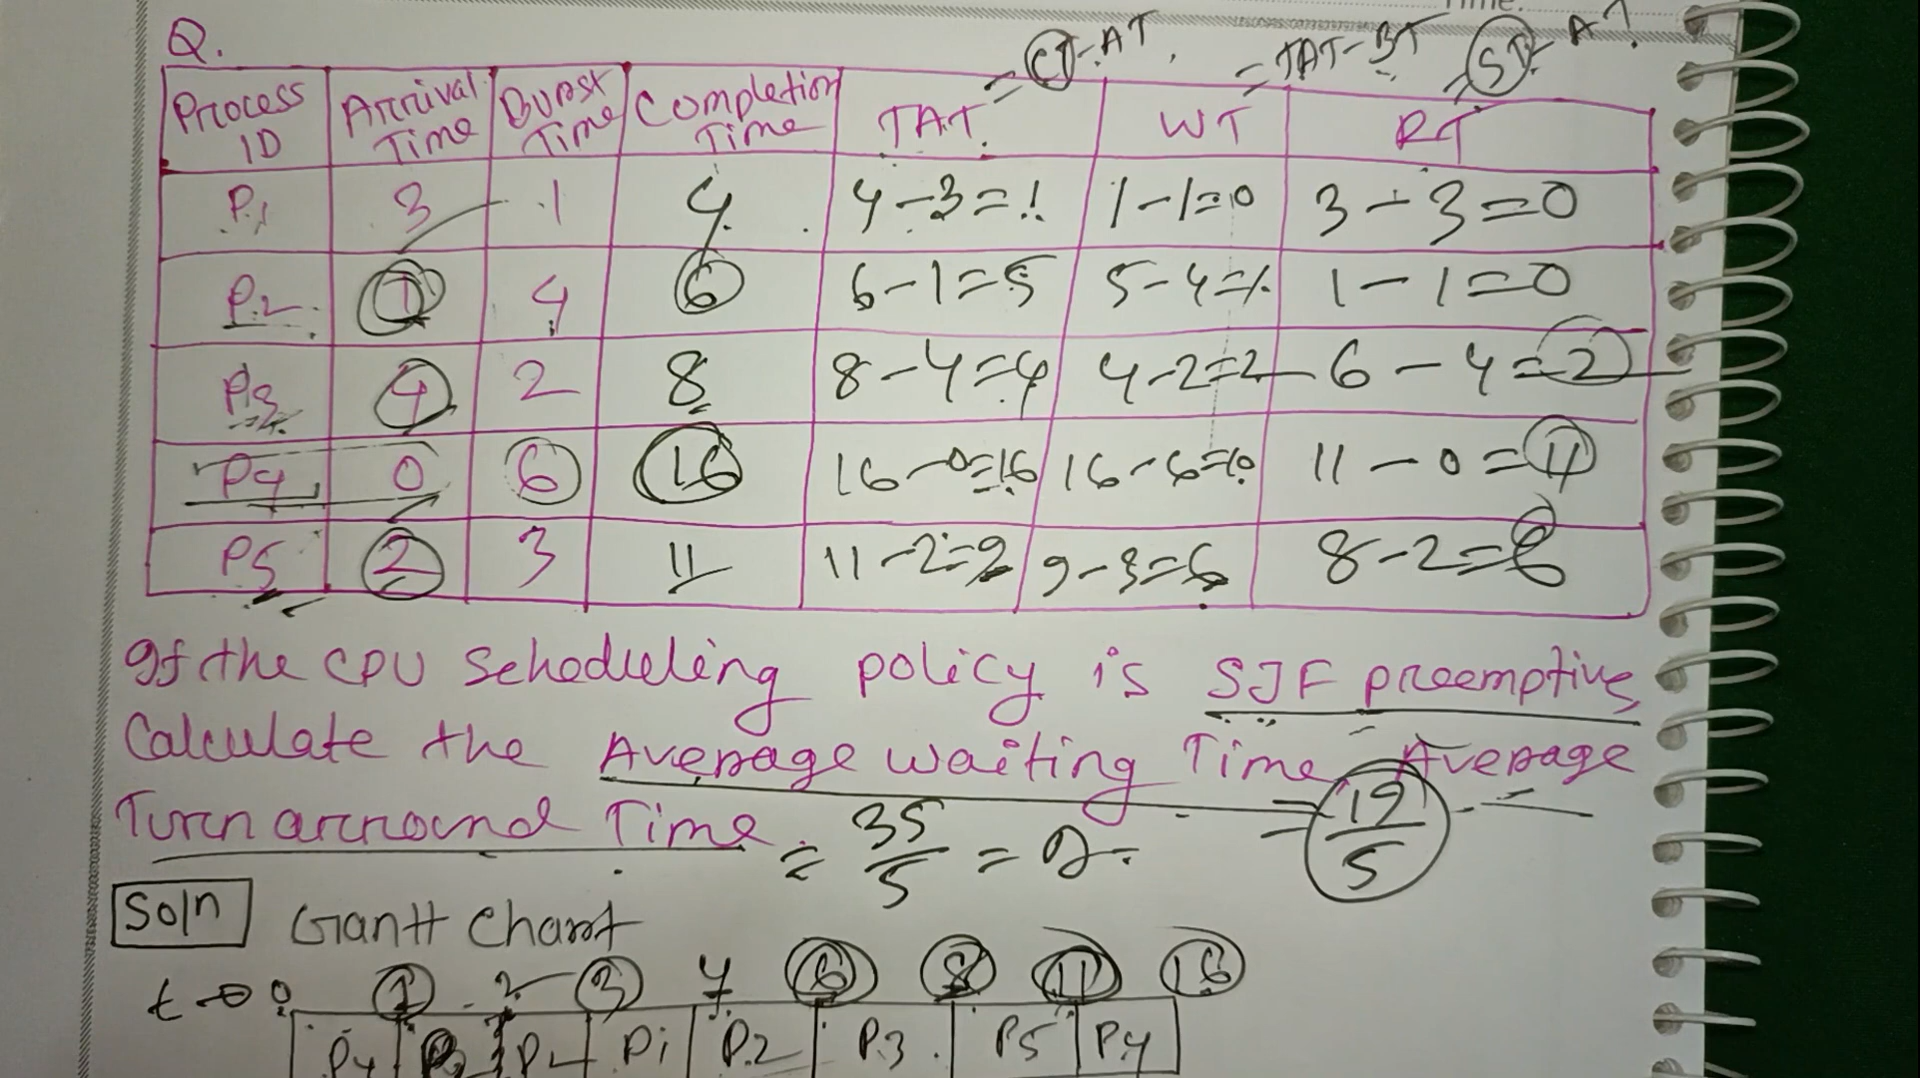 Time.
Q.
= CT-AT, = TAT-BT = ST-AT
Process ID Arrival Time Burst Time Completion Time TAT WT RT
P1 3 1 4 4-3=1 1-1=0 3-3=0
P2 1 4 6 6-1=5 5-4=1 1-1=0
P3 4 2 8 8-4=4 4-2=2 6-4=2
P4 0 6 16 16-0=16 16-6=10 11-0=11
P5 2 3 11 11-2=9 9-3=6 8-2=6
If the CPU Scheduling policy is SJF preemptive,
Calculate the Average waiting Time, Average
Turn arround Time. = 35/5 = = 19/5
Soln Gantt Chart
t→0 1 2 3 4 6 8 11 16
P4 P2 P1 P2 P3 P5 P4